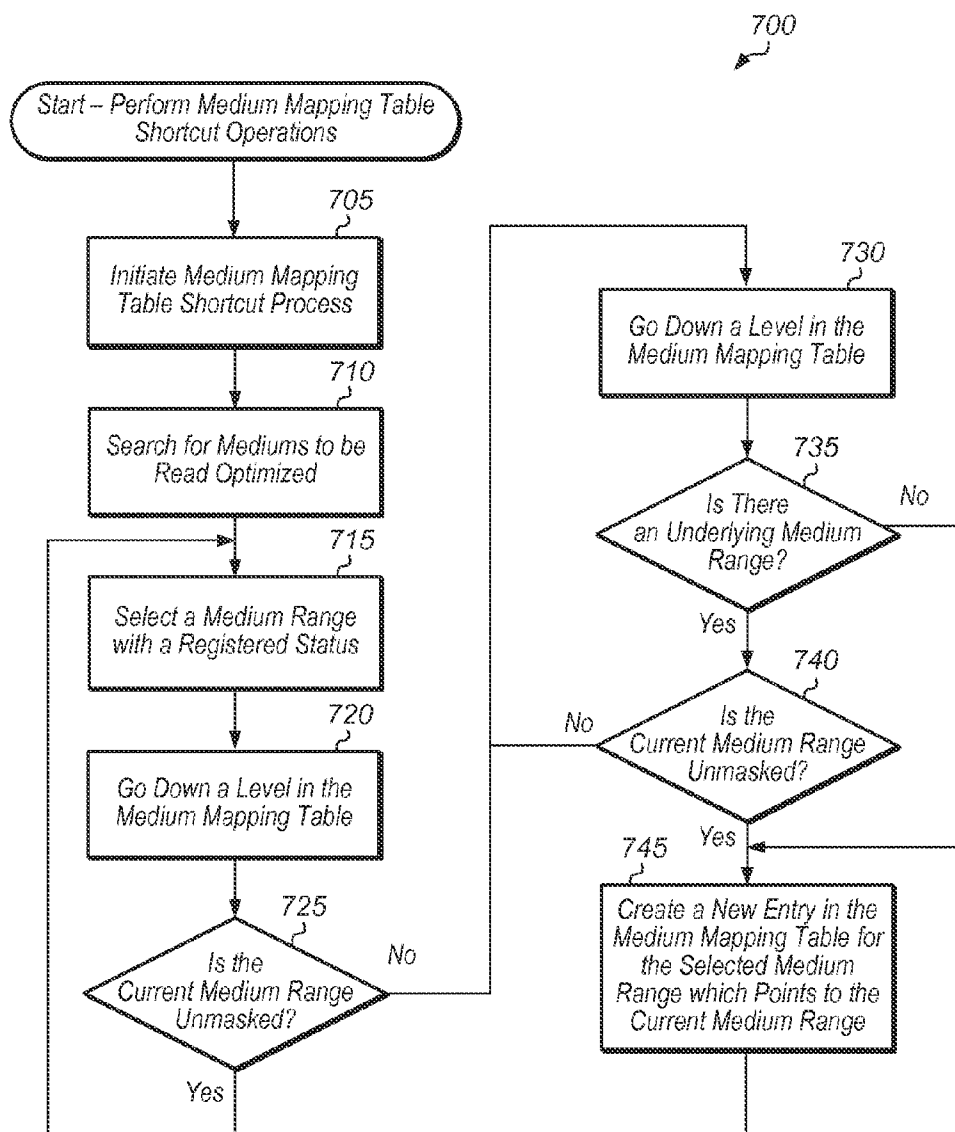 700
Start – Perform Medium Mapping Table
Shortcut Operations
705
Initiate Medium Mapping
Table Shortcut Process
710
Search for Mediums to be
Read Optimized
715
Select a Medium Range
with a Registered Status
720
Go Down a Level in the
Medium Mapping Table
725
Is the
Current Medium Range
Unmasked?
No
Yes
730
Go Down a Level in the
Medium Mapping Table
735
Is There
an Underlying Medium
Range?
No
Yes
740
Is the
Current Medium Range
Unmasked?
No
Yes
745
Create a New Entry in the
Medium Mapping Table for
the Selected Medium
Range which Points to the
Current Medium Range